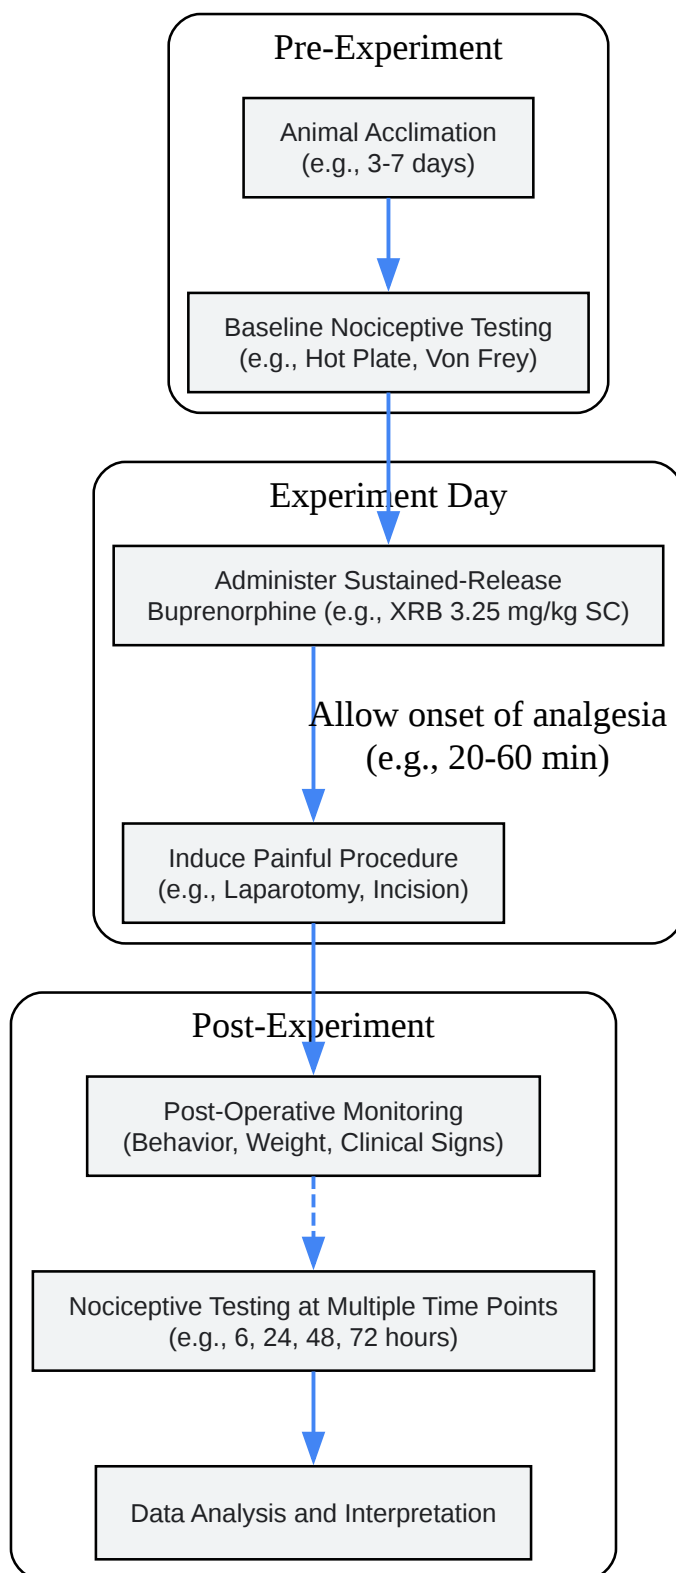 Pre-Experiment
Animal Acclimation
(e.g., 3-7 days)
Baseline Nociceptive Testing
(e.g., Hot Plate, Von Frey)
Experiment Day
Administer Sustained-Release
Buprenorphine (e.g., XRB 3.25 mg/kg SC)
Allow onset of analgesia
(e.g., 20-60 min)
Induce Painful Procedure
(e.g., Laparotomy, Incision)
Post-Experiment
Post-Operative Monitoring
(Behavior, Weight, Clinical Signs)
Nociceptive Testing at Multiple Time Points
(e.g., 6, 24, 48, 72 hours)
Data Analysis and Interpretation